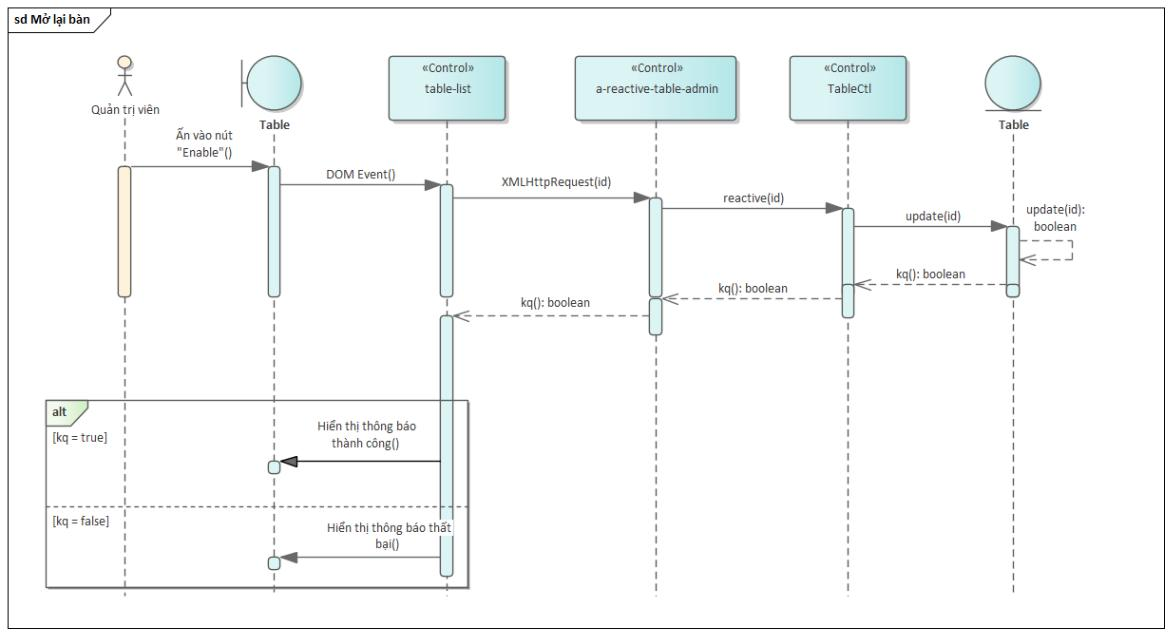 sd Mở lại bàn
Quản trị viên
Table
«Control»
table-list
«Control»
a-reactive-table-admin
«Control»
TableCtl
Table
Ấn vào nút
"Enable"()
DOM Event()
XMLHttpRequest(id)
reactive(id)
update(id)
update(id):
boolean
kq(): boolean
kq(): boolean
kq(): boolean
alt
[kq = true]
Hiển thị thông báo
thành công()
[kq = false]
Hiển thị thông báo thất
bại()